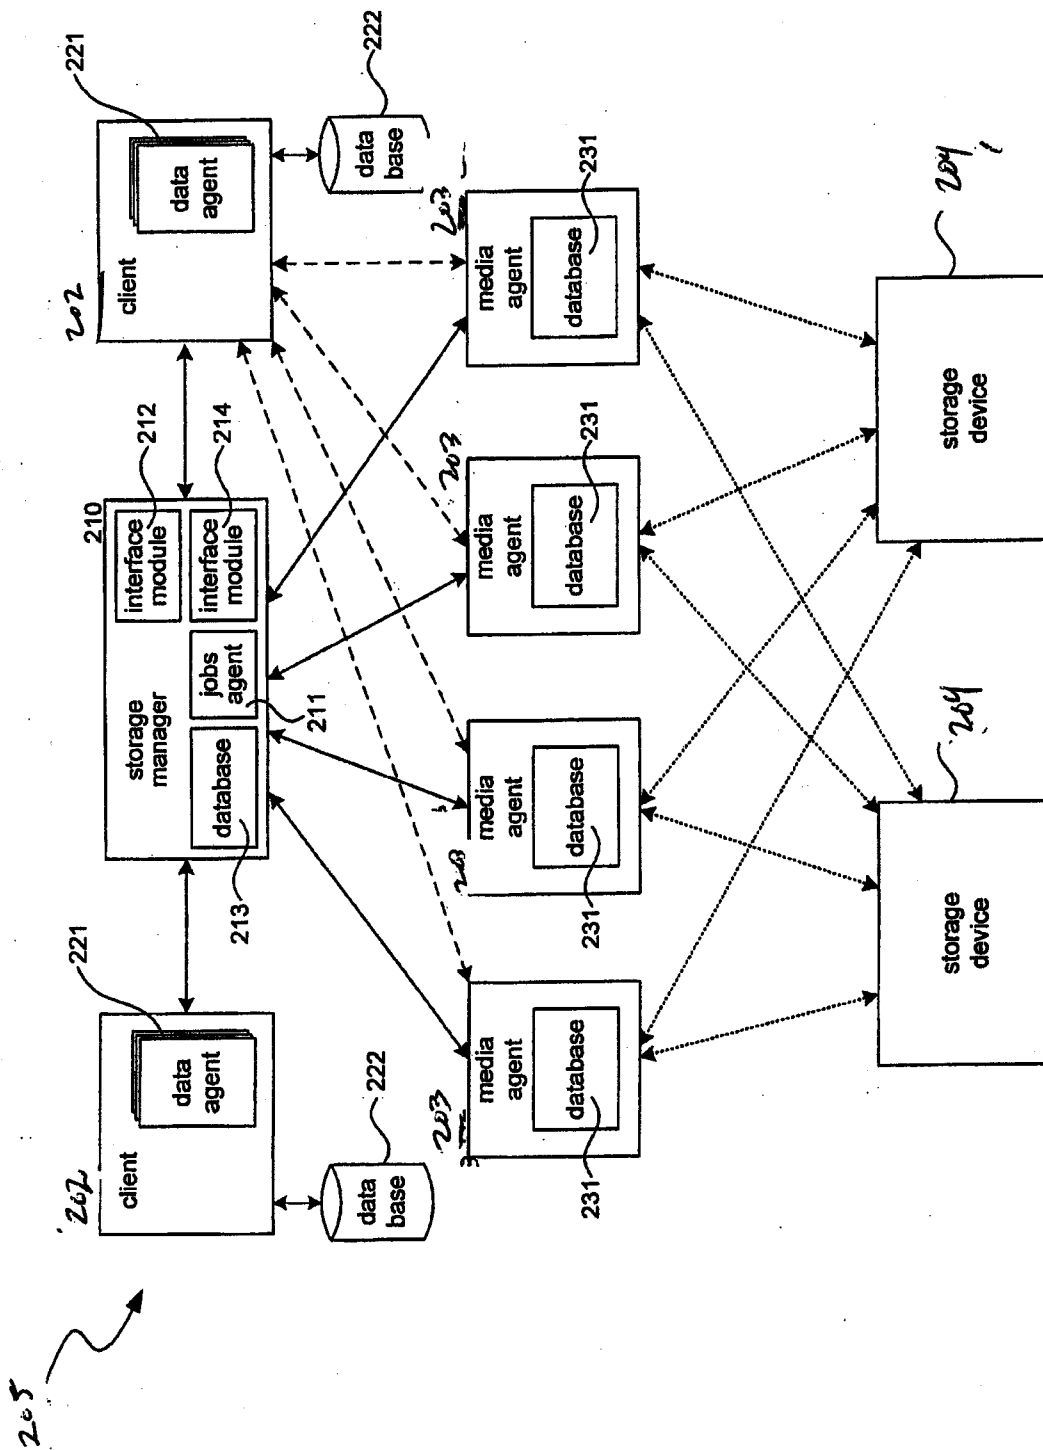 205
202
client
data
agent
221
data
base
222
210
storage
manager
database
213
jobs
agent
211
interface
module
212
interface
module
214
202
client
data
agent
221
data
base
222
203
media
agent
database
231
203
media
agent
database
231
203
media
agent
database
231
203
media
agent
database
231
204
storage
device
204
storage
device